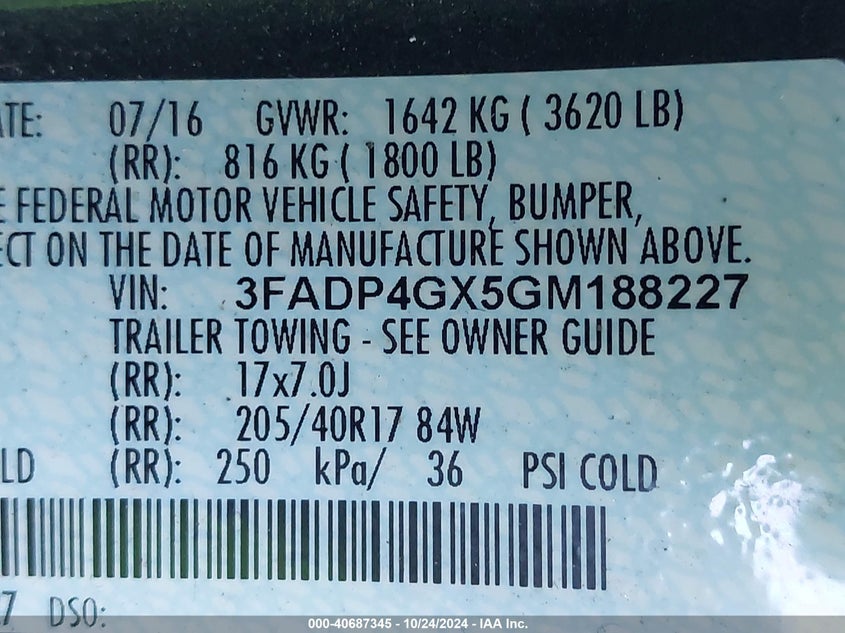 ATE: 07/16 GVWR: 1642 KG ( 3620 LB)
(RR): 816 KG ( 1800 LB)
E FEDERAL MOTOR VEHICLE SAFETY, BUMPER,
ECT ON THE DATE OF MANUFACTURE SHOWN ABOVE.
VIN: 3FADP4GX5GM188227
TRAILER TOWING - SEE OWNER GUIDE
(RR): 17x7.0J
(RR): 205/40R17 84W
LD (RR): 250 kPa/ 36 PSI COLD
7 DSO:
000-40687345 - 10/24/2024 - IAA Inc.